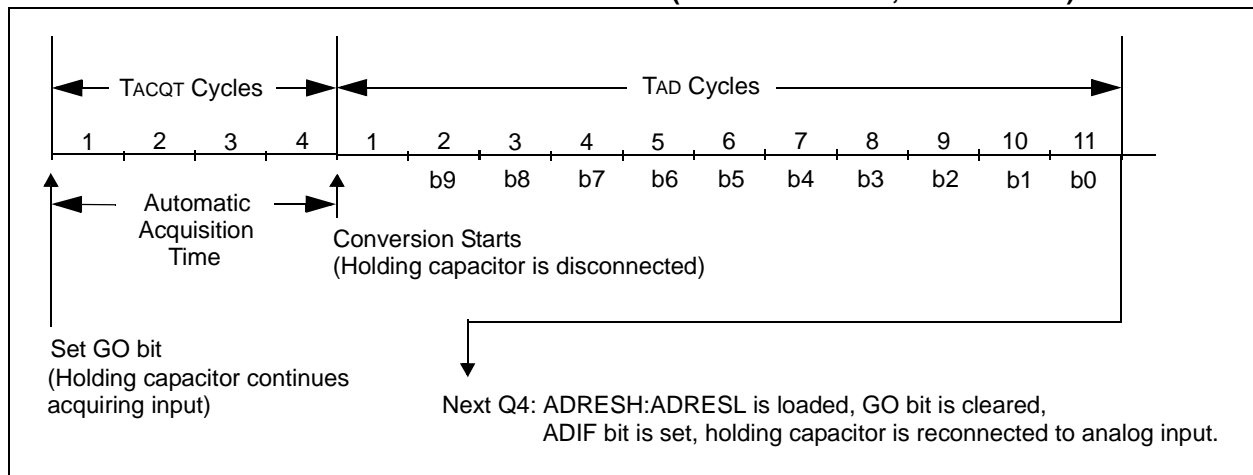 TACQT Cycles
TAD Cycles
1 2 3 4 1 2 3 4 5 6 7 8 9 10 11
b9 b8 b7 b6 b5 b4 b3 b2 b1 b0
Automatic
Acquisition
Time
Conversion Starts
(Holding capacitor is disconnected)
Set GO bit
(Holding capacitor continues
acquiring input)
Next Q4: ADRESH:ADRESL is loaded, GO bit is cleared,
ADIF bit is set, holding capacitor is reconnected to analog input.